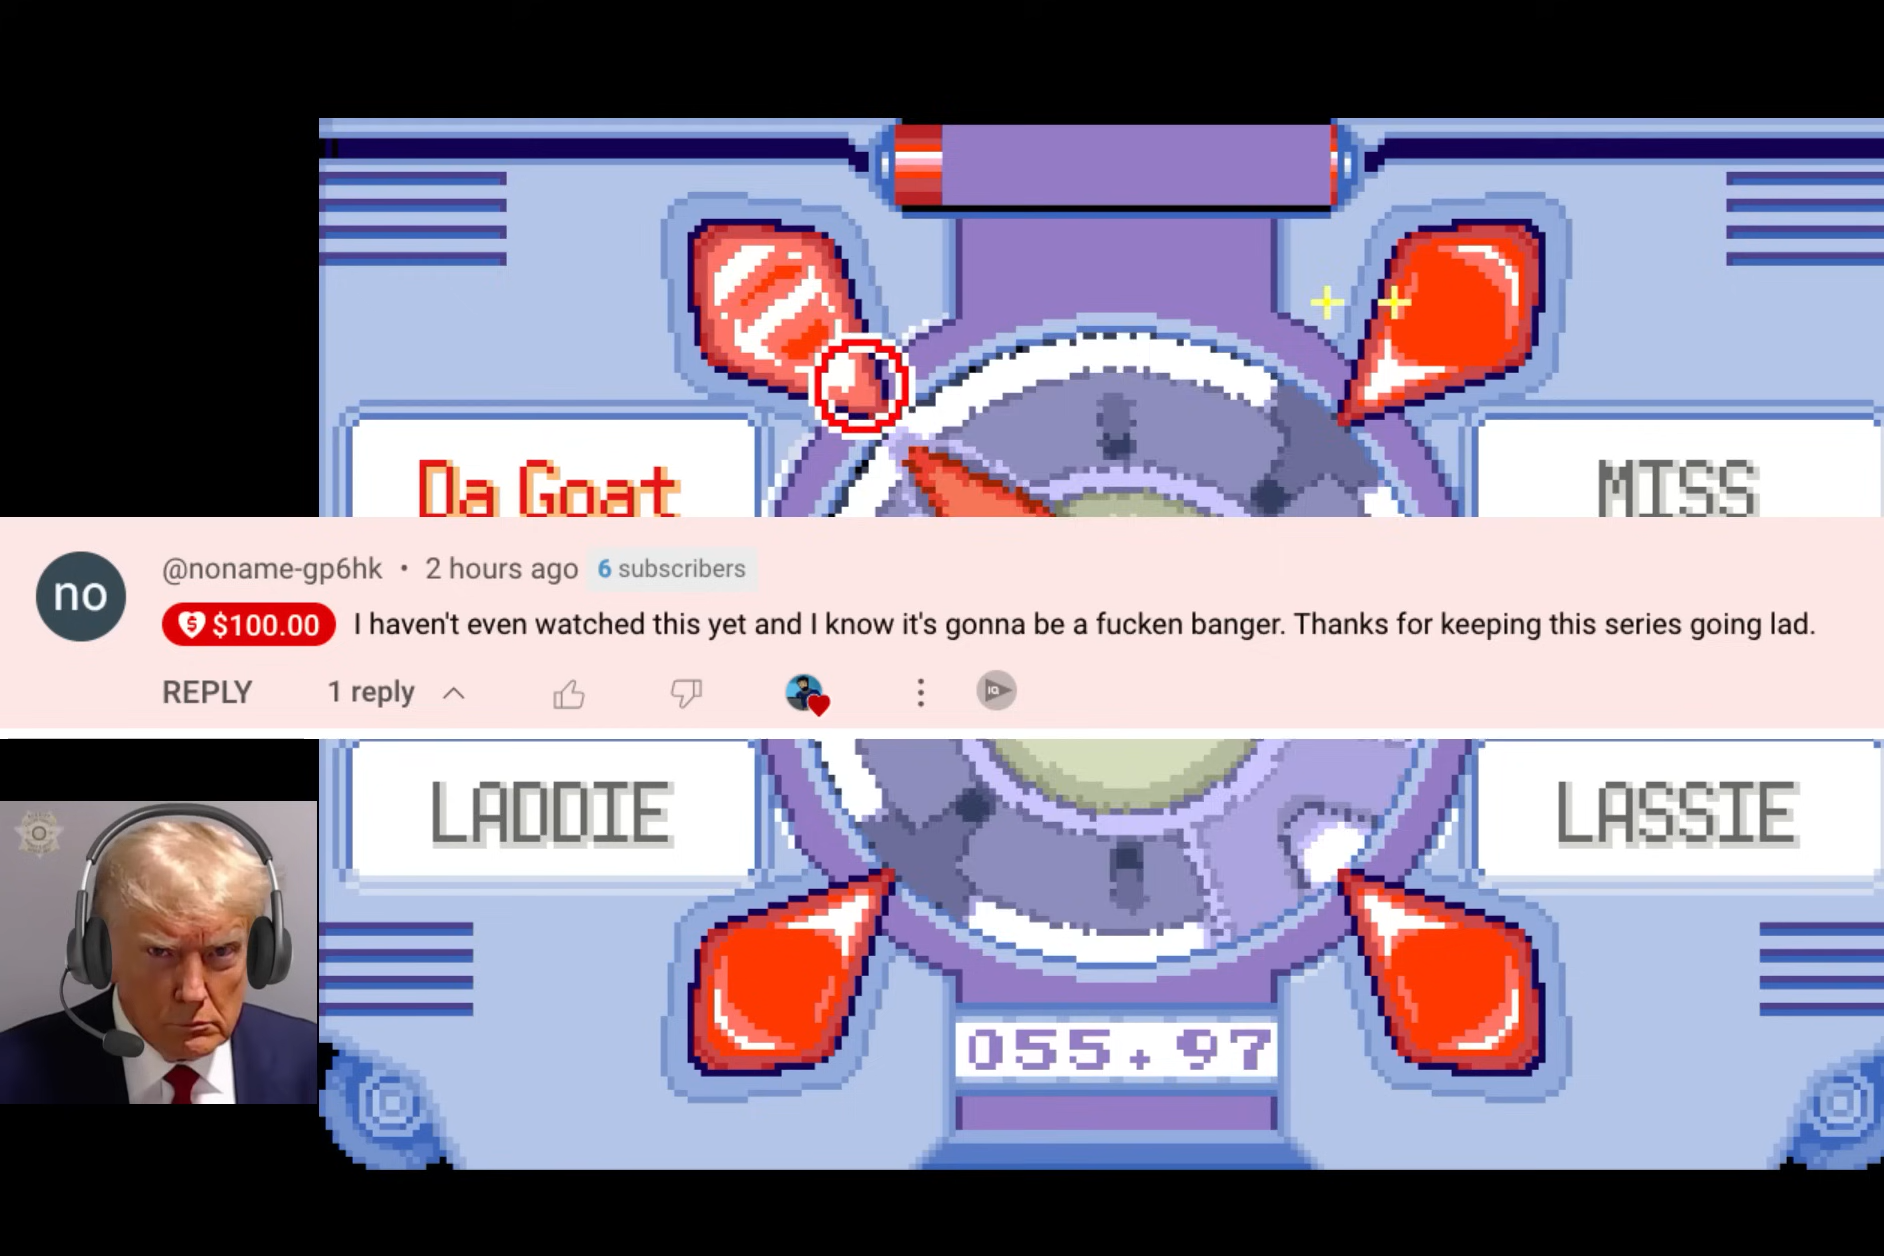 Da Goat
MISS
no
@noname-gp6hk • 2 hours ago 6 subscribers
$100.00 I haven't even watched this yet and I know it's gonna be a fucken banger. Thanks for keeping this series going lad.
REPLY 1 reply
IQ
LADDIE
LASSIE
055.97